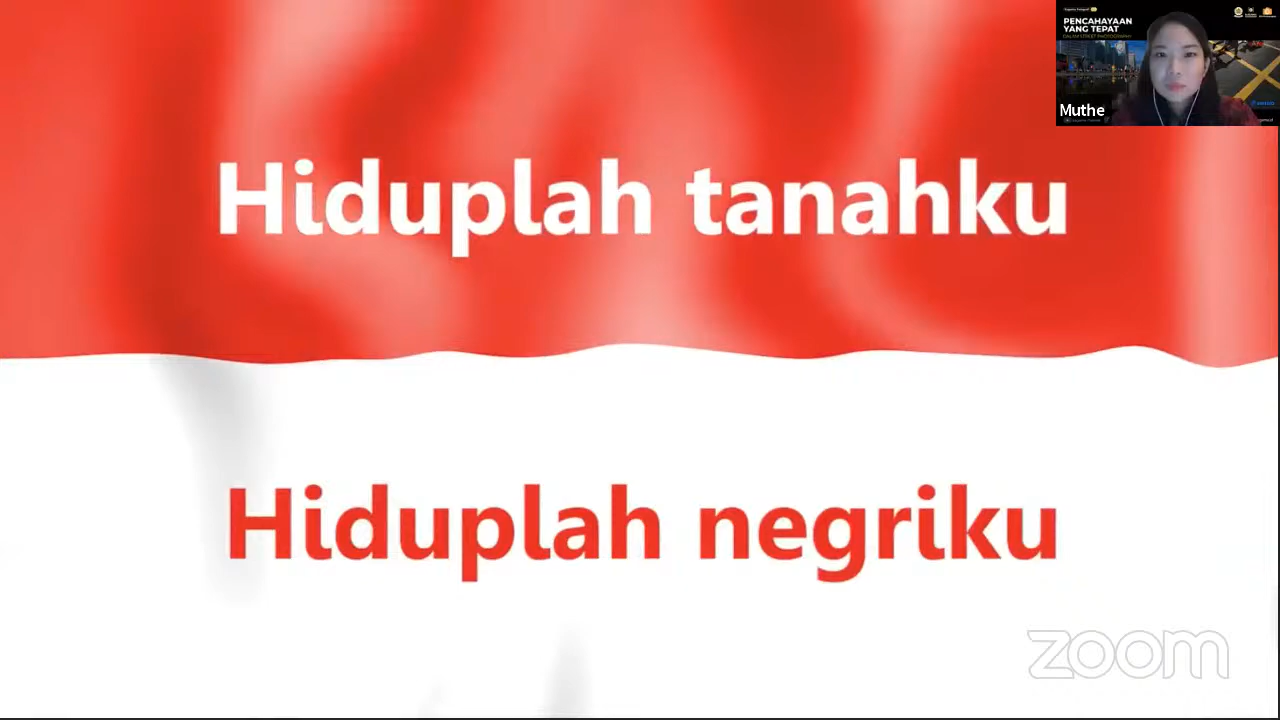 Hiduplah tanahku
Hiduplah negriku
PENCAHAYAAN
YANG TEPAT
Muthe
zoom